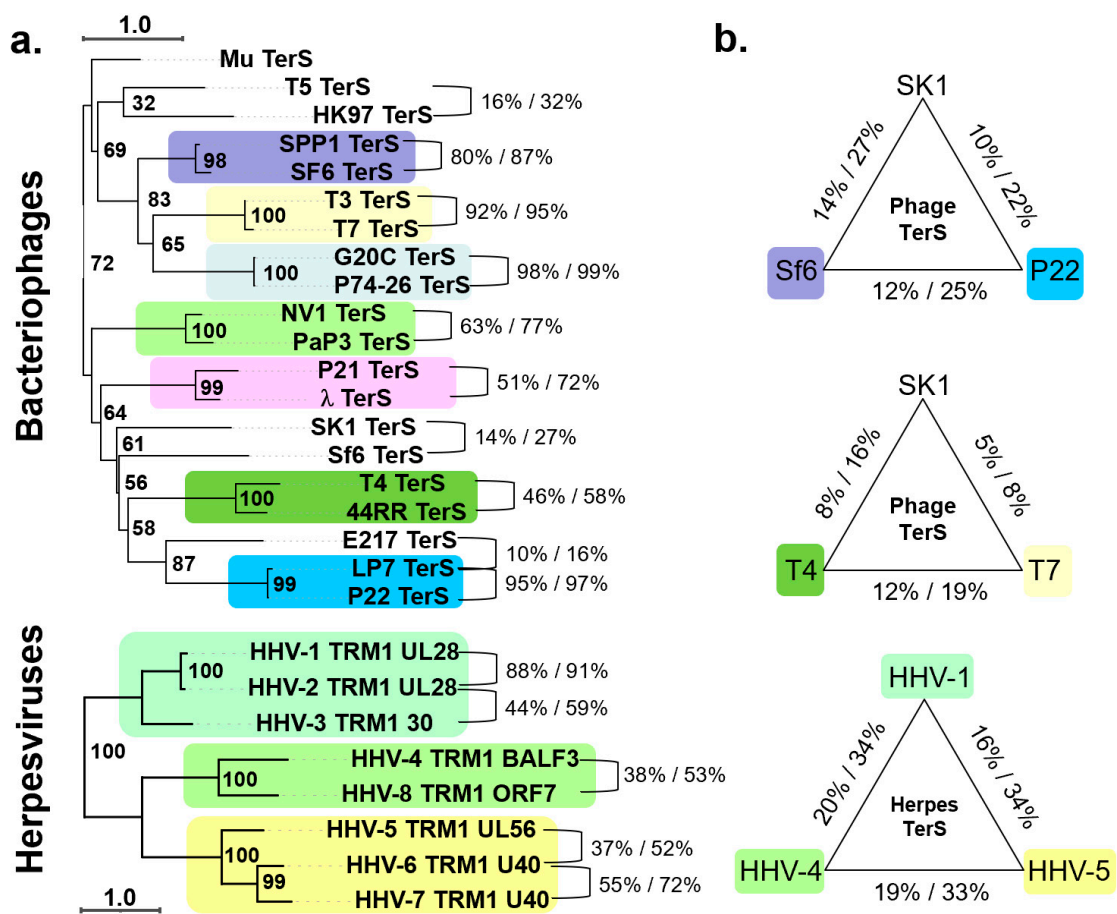 a.
1.0
Bacteriophages
Mu TerS
T5 TerS
HK97 TerS
16% / 32%
32
69
SPP1 TerS
SF6 TerS
98
80% / 87%
83
T3 TerS
T7 TerS
100
92% / 95%
65
G20C TerS
P74-26 TerS
100
98% / 99%
72
NV1 TerS
PaP3 TerS
100
63% / 77%
P21 TerS
λ TerS
99
51% / 72%
64
SK1 TerS
Sf6 TerS
14% / 27%
61
56
T4 TerS
44RR TerS
100
46% / 58%
58
E217 TerS
10% / 16%
87
LP7 TerS
P22 TerS
99
95% / 97%
Herpesviruses
HHV-1 TRM1 UL28
HHV-2 TRM1 UL28
100
88% / 91%
HHV-3 TRM1 30
44% / 59%
100
HHV-4 TRM1 BALF3
HHV-8 TRM1 ORF7
100
38% / 53%
HHV-5 TRM1 UL56
HHV-6 TRM1 U40
HHV-7 TRM1 U40
100
99
37% / 52%
55% / 72%
1.0
b.
SK1
14% / 27%
10% / 22%
Phage
TerS
Sf6
P22
12% / 25%
SK1
8% / 16%
5% / 8%
Phage
TerS
T4
T7
12% / 19%
HHV-1
20% / 34%
16% / 34%
Herpes
TerS
HHV-4
HHV-5
19% / 33%